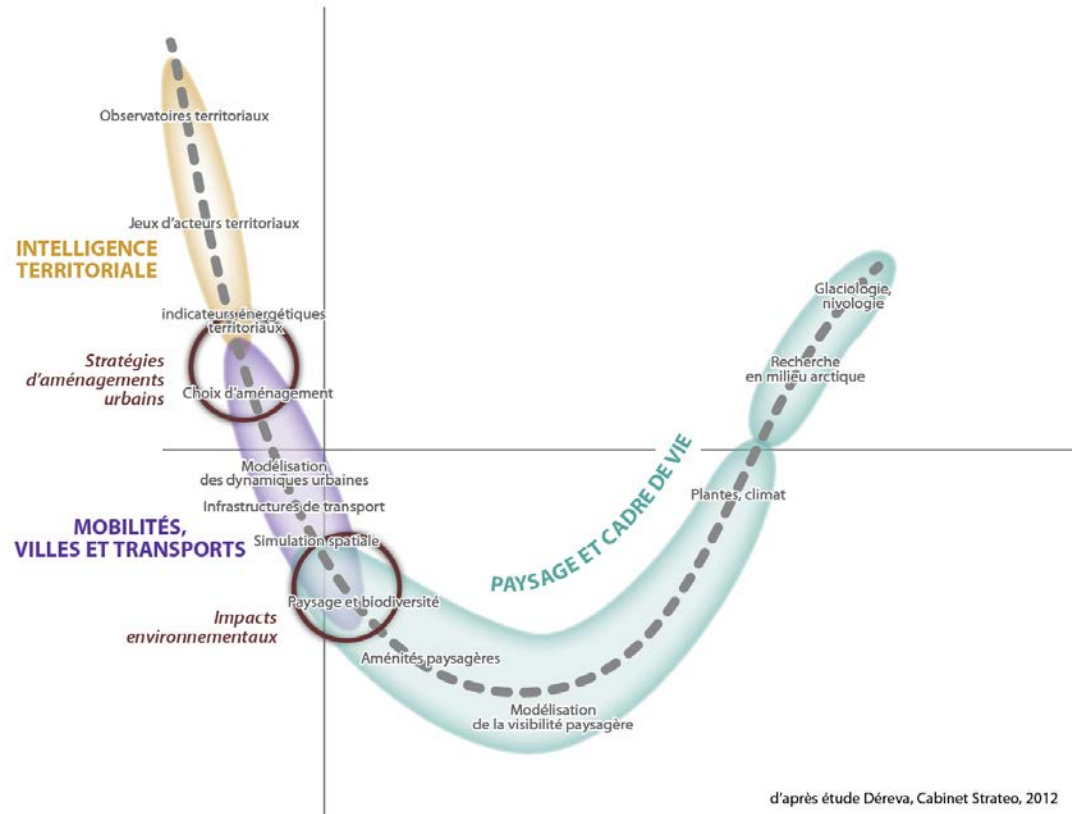 Observatoires territoriaux
Jeux d'acteurs territoriaux
INTELLIGENCE
TERRITORIALE
indicateurs énergétiques
territoriaux
Stratégies
d'aménagements
urbains
Choix d'aménagement
Modélisation
des dynamiques urbaines
Infrastructures de transport
MOBILITÉS,
VILLES ET TRANSPORTS
Simulation spatiale
Paysage et biodiversité
Impacts
environnementaux
Aménités paysagères
Modélisation
de la visibilité paysagère
PAYSAGE ET CADRE DE VIE
Plantes, climat
Recherche
en milieu arctique
Glaciologie,
nivologie
d'après étude Déreva, Cabinet Strateo, 2012